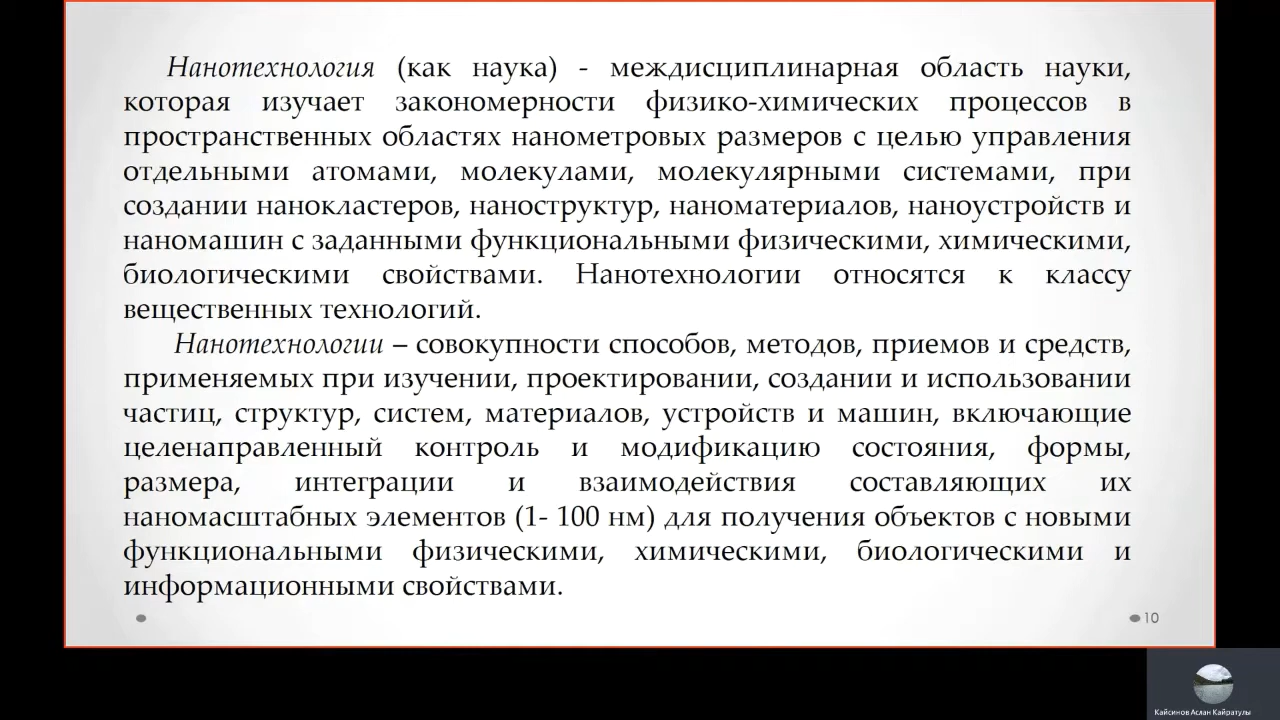 Нанотехнология (как наука) - междисциплинарная область науки,
которая изучает закономерности физико-химических процессов в
пространственных областях нанометровых размеров с целью управления
отдельными атомами, молекулами, молекулярными системами, при
создании нанокластеров, наноструктур, наноматериалов, наноустройств и
наномашин с заданными функциональными физическими, химическими,
биологическими свойствами. Нанотехнологии относятся к классу
вещественных технологий.
Нанотехнологии – совокупности способов, методов, приемов и средств,
применяемых при изучении, проектировании, создании и использовании
частиц, структур, систем, материалов, устройств и машин, включающие
целенаправленный контроль и модификацию состояния, формы,
размера, интеграции и взаимодействия составляющих их
наномасштабных элементов (1- 100 нм) для получения объектов с новыми
функциональными физическими, химическими, биологическими и
информационными свойствами.
10
Кайсинов Аслан Кайратулы